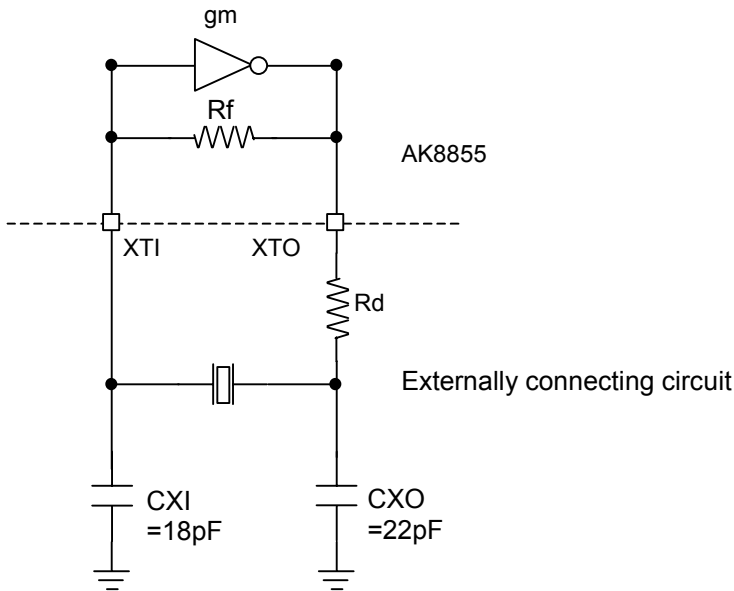 gm
Rf
AK8855
XTI
XTO
Rd
Externally connecting circuit
CXI
=18pF
CXO
=22pF